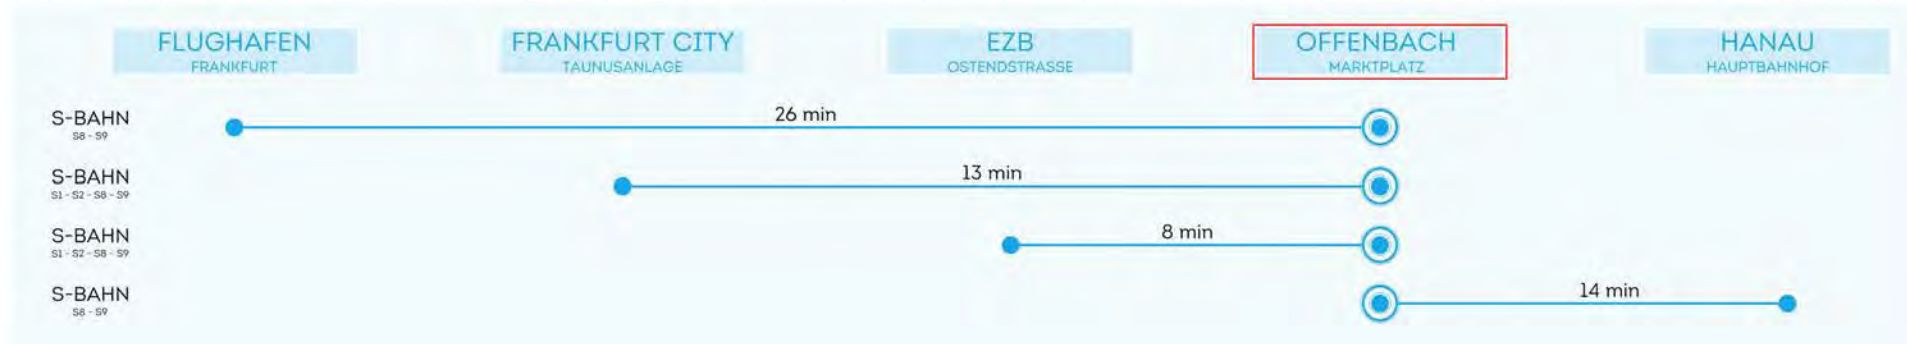 FLUGHAFEN
FRANKFURT
FRANKFURT CITY
TAUNUSANLAGE
EZB
OSTENDSTRASSE
OFFENBACH
MARKTPLATZ
HANAU
HAUPTBAHNHOF
S-BAHN
S8 - S9
26 min
S-BAHN
S1 - S2 - S8 - S9
13 min
S-BAHN
S1 - S2 - S8 - S9
8 min
S-BAHN
S8 - S9
14 min